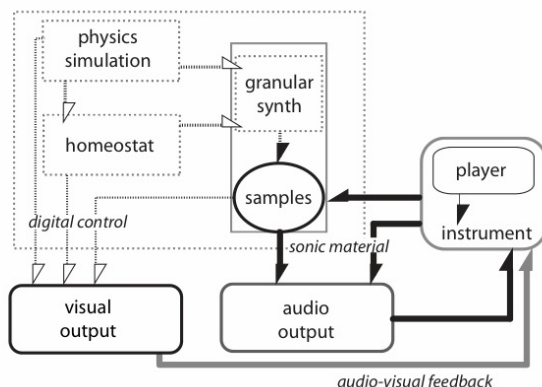 physics
simulation
granular
synth
homeostat
player
samples
instrument
digital control
sonic material
visual
output
audio
output
audio-visual feedback